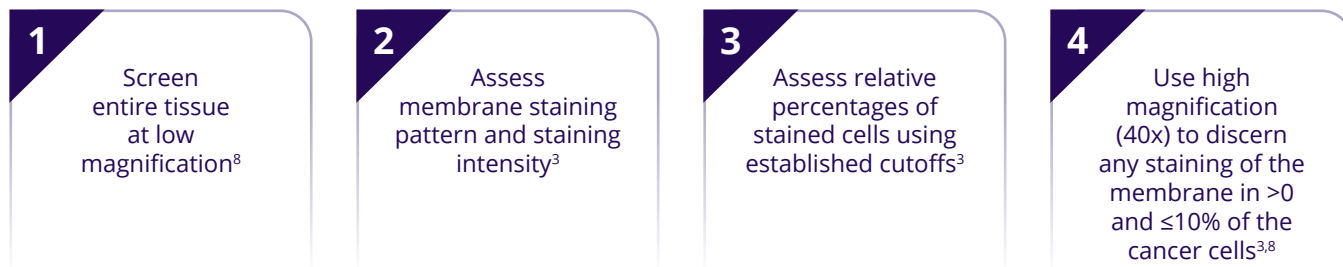 1
Screen
entire tissue
at low
magnification⁸
2
Assess
membrane staining
pattern and staining
intensity³
3
Assess relative
percentages of
stained cells using
established cutoffs³
4
Use high
magnification
(40x) to discern
any staining of the
membrane in >0
and ≤10% of the
cancer cells³,⁸